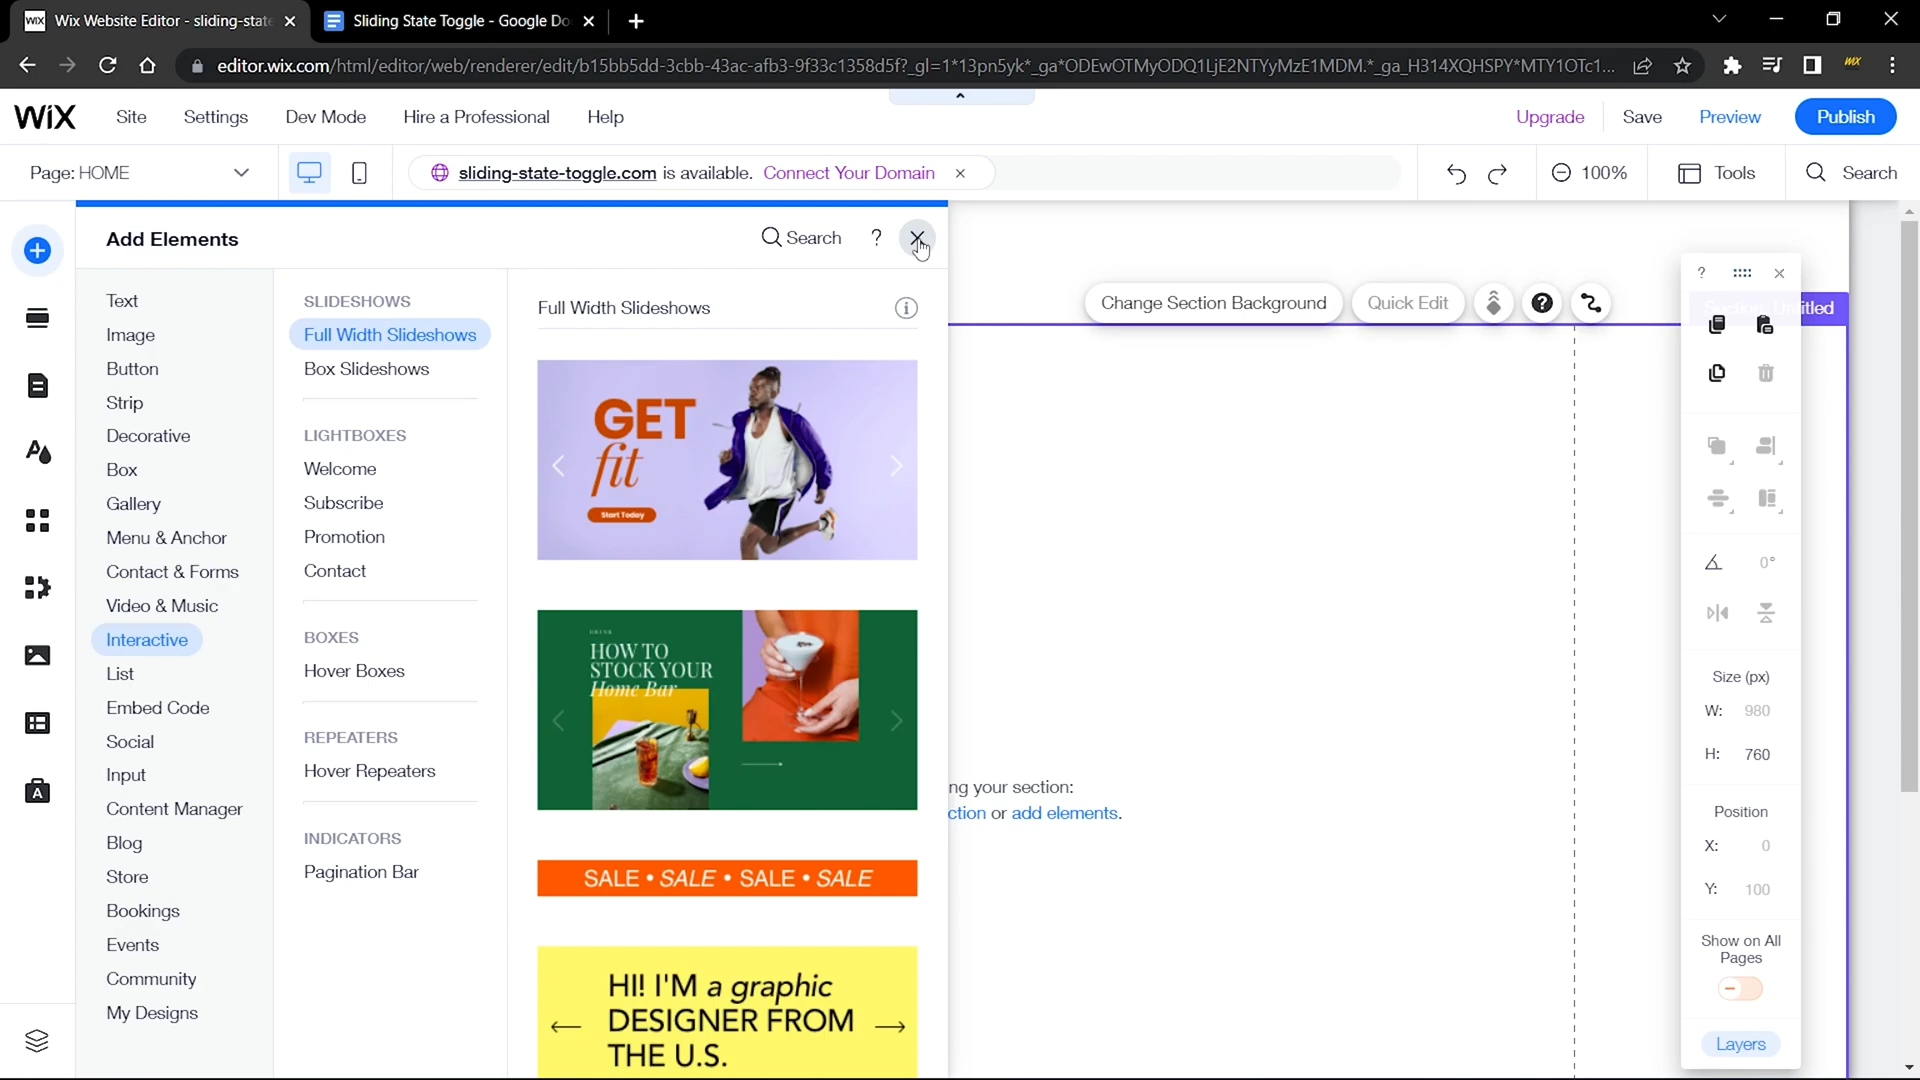 WiX Wix Website Editor - sliding-state
Sliding State Toggle - Google Do
editor.wix.com/html/editor/web/renderer/edit/b15bb5dd-3cbb-43ac-afb3-9f33c1358d5f?_gl=1*13pn5yk*_ga*ODEwOTMyODQ1LjE2NTYyMzE1MDM.*_ga_H314XQHSPY*MTY1OTc1...
WiX
WiX Site Settings Dev Mode Hire a Professional Help
Upgrade Save Preview Publish
Page: HOME
sliding-state-toggle.com is available. Connect Your Domain
100% Tools Search
Add Elements
Search ?
Text
Image
Button
Strip
Decorative
Box
Gallery
Menu & Anchor
Contact & Forms
Video & Music
Interactive
List
Embed Code
Social
Input
Content Manager
Blog
Store
Bookings
Events
Community
My Designs
SLIDESHOWS
Full Width Slideshows
Box Slideshows
LIGHTBOXES
Welcome
Subscribe
Promotion
Contact
BOXES
Hover Boxes
REPEATERS
Hover Repeaters
INDICATORS
Pagination Bar
Full Width Slideshows
GET
fit
Start Today
DRINK
HOW TO
STOCK YOUR
Home Bar
SALE • SALE • SALE • SALE
HI! I'M a graphic
DESIGNER FROM
THE U.S.
Change Section Background Quick Edit
ng your section:
ction or add elements.
?
0°
Size (px)
W: 980
H: 760
Position
X: 0
Y: 100
Show on All
Pages
Layers
A